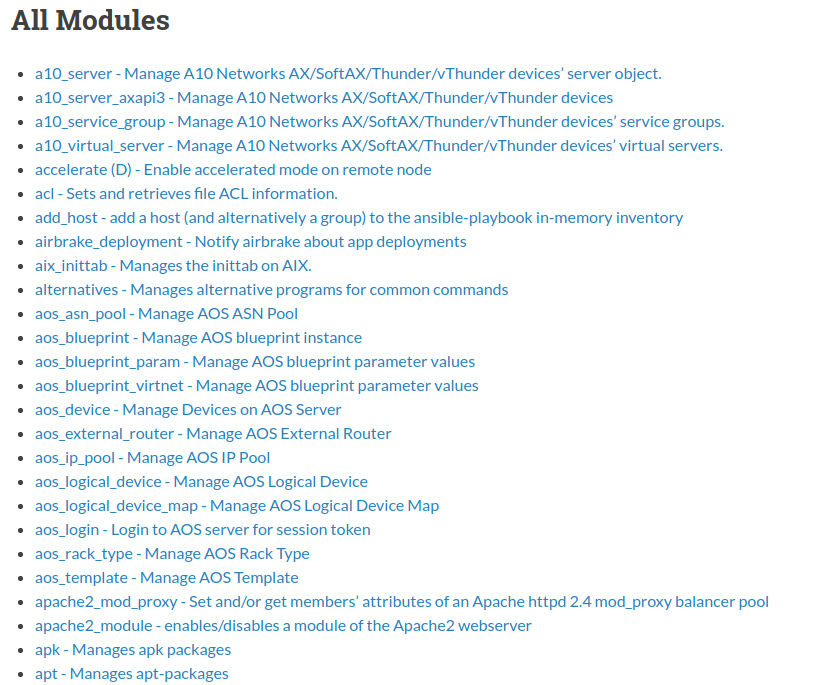 All Modules
a10_server - Manage A10 Networks AX/SoftAX/Thunder/vThunder devices’ server object.
a10_server_axapi3 - Manage A10 Networks AX/SoftAX/Thunder/vThunder devices
a10_service_group - Manage A10 Networks AX/SoftAX/Thunder/vThunder devices’ service groups.
a10_virtual_server - Manage A10 Networks AX/SoftAX/Thunder/vThunder devices’ virtual servers.
accelerate (D) - Enable accelerated mode on remote node
acl - Sets and retrieves file ACL information.
add_host - add a host (and alternatively a group) to the ansible-playbook in-memory inventory
airbrake_deployment - Notify airbrake about app deployments
aix_inittab - Manages the inittab on AIX.
alternatives - Manages alternative programs for common commands
aos_asn_pool - Manage AOS ASN Pool
aos_blueprint - Manage AOS blueprint instance
aos_blueprint_param - Manage AOS blueprint parameter values
aos_blueprint_virtnet - Manage AOS blueprint parameter values
aos_device - Manage Devices on AOS Server
aos_external_router - Manage AOS External Router
aos_ip_pool - Manage AOS IP Pool
aos_logical_device - Manage AOS Logical Device
aos_logical_device_map - Manage AOS Logical Device Map
aos_login - Login to AOS server for session token
aos_rack_type - Manage AOS Rack Type
aos_template - Manage AOS Template
apache2_mod_proxy - Set and/or get members’ attributes of an Apache httpd 2.4 mod_proxy balancer pool
apache2_module - enables/disables a module of the Apache2 webserver
apk - Manages apk packages
apt - Manages apt-packages